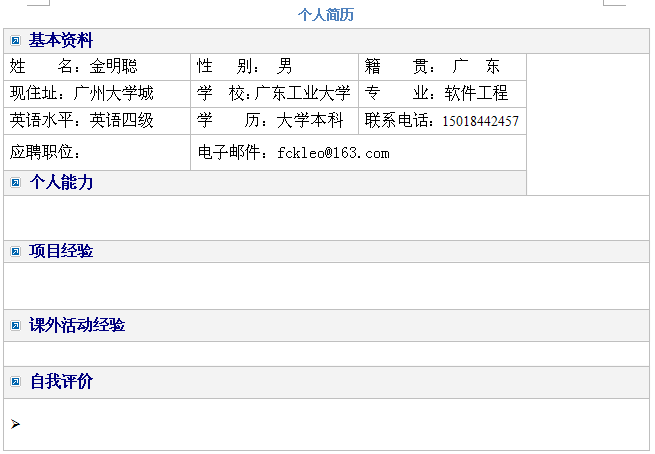 个人简历
基本资料
姓　　名：金明聪 性　别： 男 籍　　贯： 广　东
现住址：广州大学城 学　校：广东工业大学 专　　业：软件工程
英语水平：英语四级 学　　历：大学本科 联系电话：15018442457
应聘职位： 电子邮件：fckleo@163.com
个人能力
项目经验
课外活动经验
自我评价